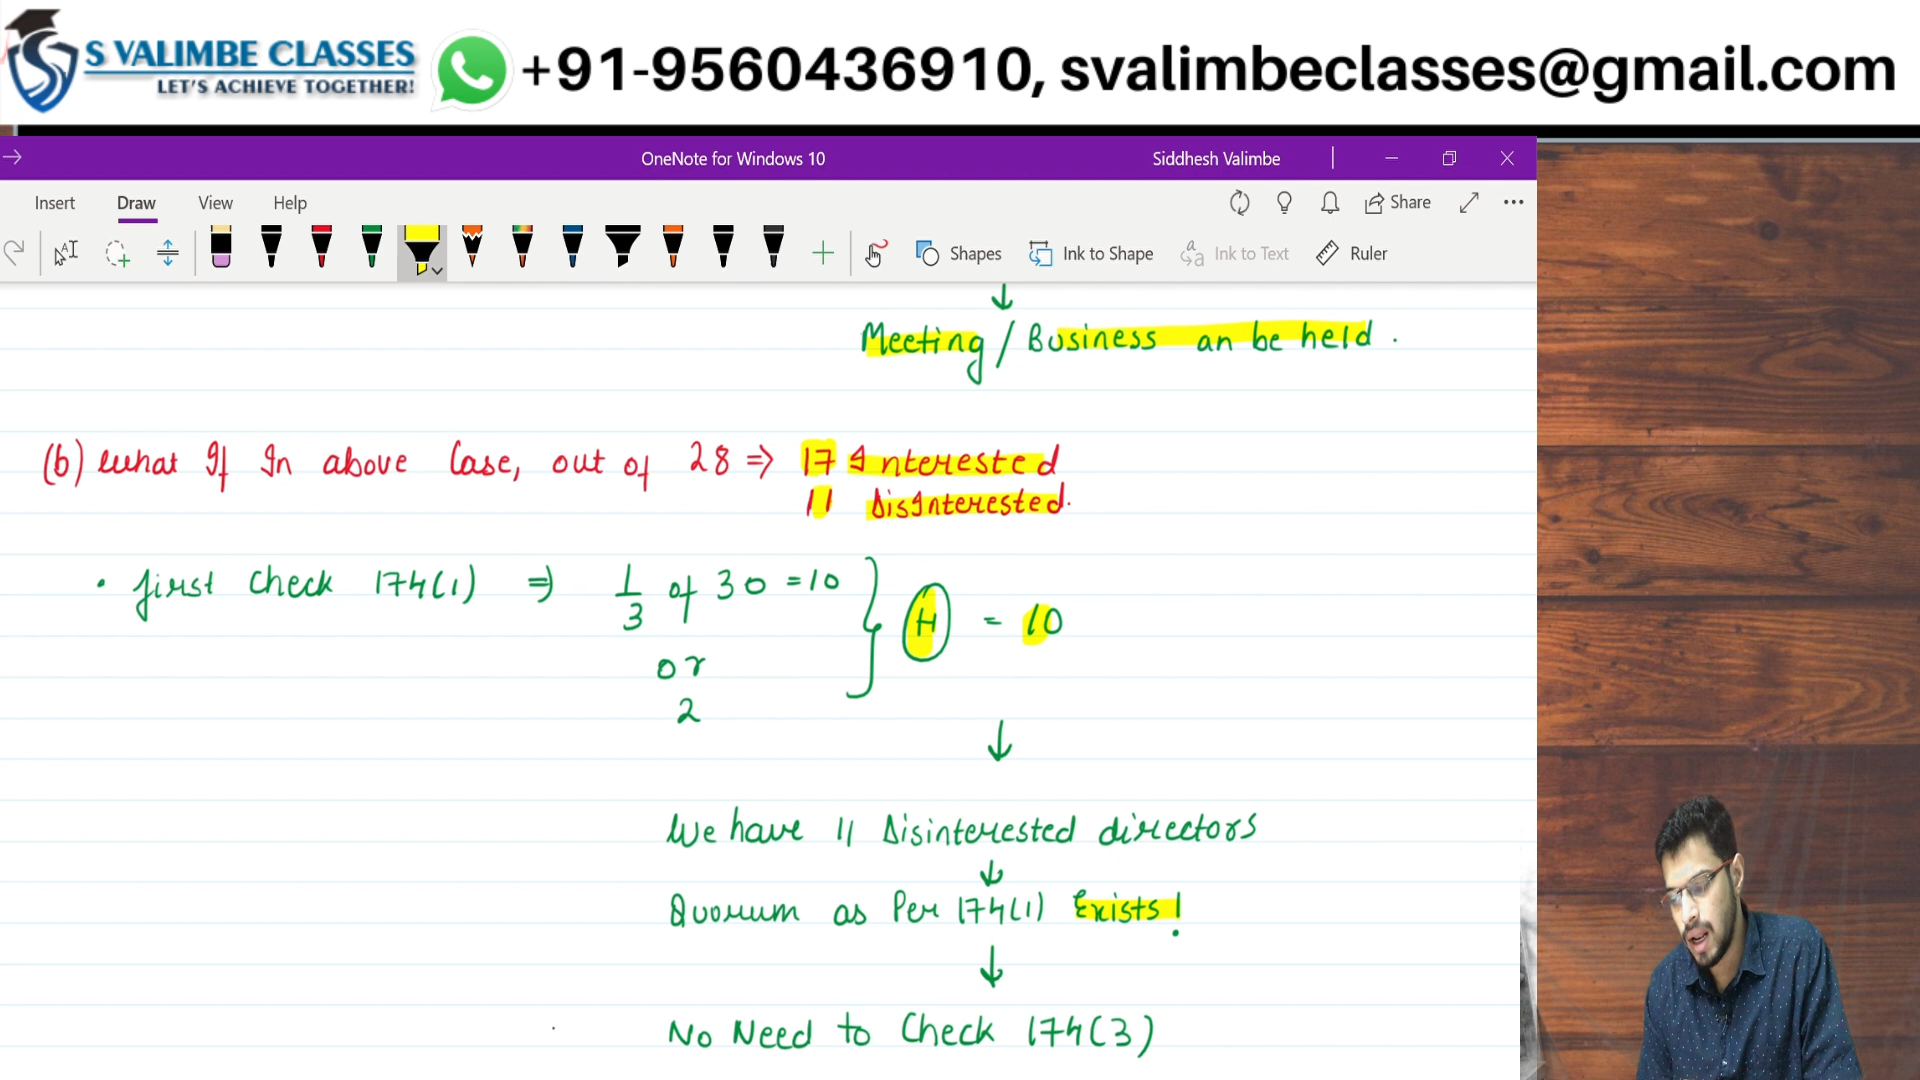 S VALIMBE CLASSES
LET'S ACHIEVE TOGETHER!
+91-9560436910, svalimbeclasses@gmail.com
OneNote for Windows 10
Siddhesh Valimbe
Insert Draw View Help
Share
Shapes Ink to Shape Ink to Text Ruler
↓
Meeting / Business an be held .
(b) what If In above Case, out of 28 ⇒ 17 Interested
11 DisInterested.
• first Check 174(1) ⇒ 1/3 of 30 = 10
or
2
H = 10
↓
We have 11 Disinterested directors
↓
Quorum as Per 174(1) Exists!
↓
No Need to Check 174(3)